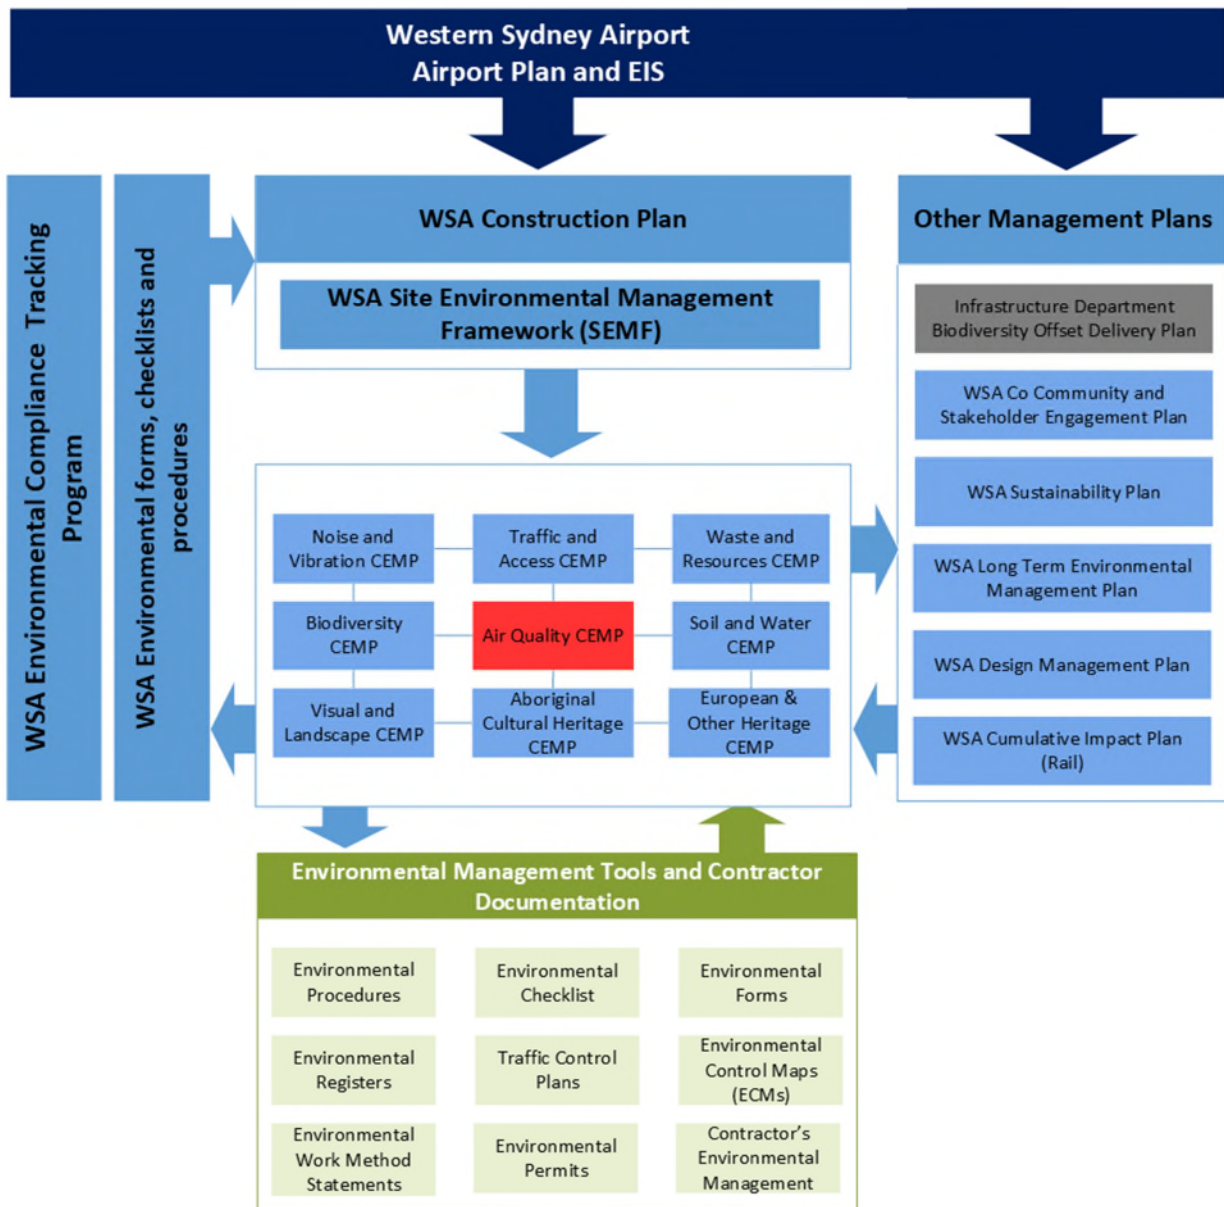 Western Sydney Airport
Airport Plan and EIS
WSA Environmental Compliance Tracking
Program
WSA Environmental forms, checklists and
procedures
WSA Construction Plan
WSA Site Environmental Management
Framework (SEMF)
Noise and
Vibration CEMP
Traffic and
Access CEMP
Waste and
Resources CEMP
Biodiversity
CEMP
Air Quality CEMP
Soil and Water
CEMP
Visual and
Landscape CEMP
Aboriginal
Cultural Heritage
CEMP
European &
Other Heritage
CEMP
Other Management Plans
Infrastructure Department
Biodiversity Offset Delivery Plan
WSA Co Community and
Stakeholder Engagement Plan
WSA Sustainability Plan
WSA Long Term Environmental
Management Plan
WSA Design Management Plan
WSA Cumulative Impact Plan
(Rail)
Environmental Management Tools and Contractor
Documentation
Environmental
Procedures
Environmental
Checklist
Environmental
Forms
Environmental
Registers
Traffic Control
Plans
Environmental
Control Maps
(ECMs)
Environmental
Work Method
Statements
Environmental
Permits
Contractor's
Environmental
Management